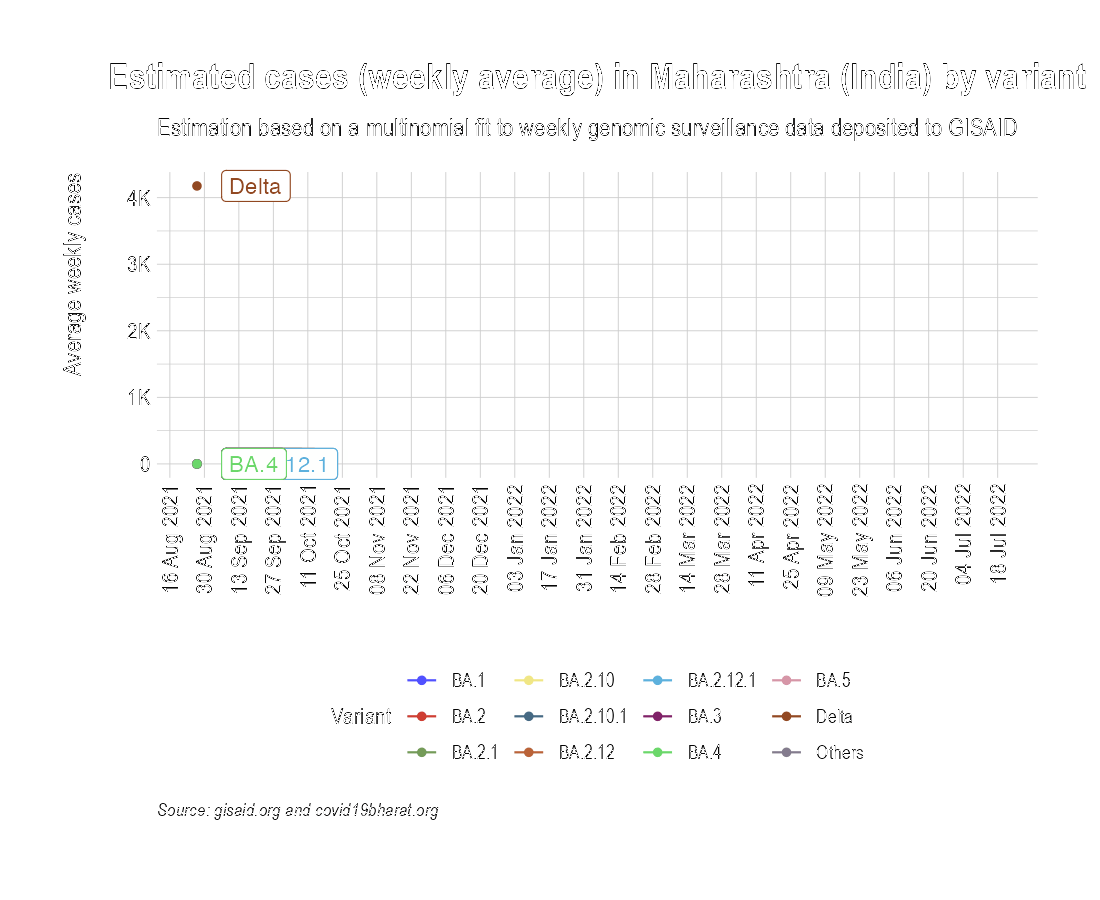 Estimated cases (weekly average) in Maharashtra (India) by variant
Estimation based on a multinomial fit to weekly genomic surveillance data deposited to GISAID
Average weekly cases
4K
3K
2K
1K
0
Delta
BA.4
12.1
16 Aug 2021
30 Aug 2021
13 Sep 2021
27 Sep 2021
11 Oct 2021
25 Oct 2021
08 Nov 2021
22 Nov 2021
06 Dec 2021
20 Dec 2021
03 Jan 2022
17 Jan 2022
31 Jan 2022
14 Feb 2022
28 Feb 2022
14 Mar 2022
28 Mar 2022
11 Apr 2022
25 Apr 2022
09 May 2022
23 May 2022
06 Jun 2022
20 Jun 2022
04 Jul 2022
18 Jul 2022
Variant
BA.1
BA.2
BA.2.1
BA.2.10
BA.2.10.1
BA.2.12
BA.2.12.1
BA.3
BA.4
BA.5
Delta
Others
Source: gisaid.org and covid19bharat.org